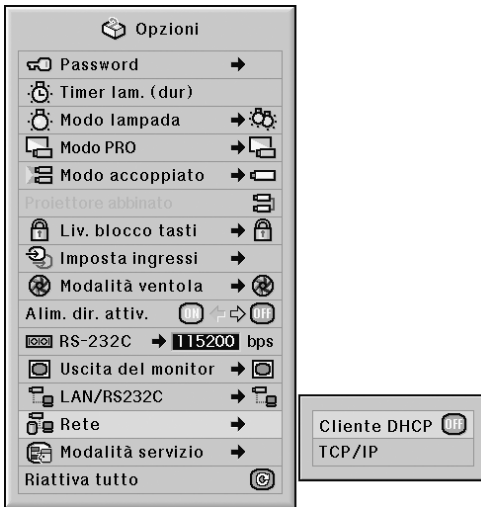 Opzioni
Password
Timer lam. (dur)
Modo lampada
Modo PRO
Modo accoppiato
Proiettore abbinato
Liv. blocco tasti
Imposta ingressi
Modalità ventola
Alim. dir. attiv. ON OFF
RS-232C 115200 bps
Uscita del monitor
LAN/RS232C
Rete
Cliente DHCP OFF
TCP/IP
Modalità servizio
Riattiva tutto